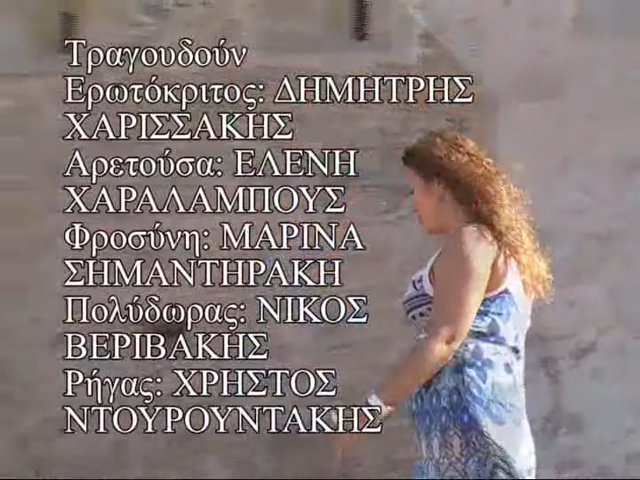 Τραγουδούν
Ερωτόκριτος: ΔΗΜΗΤΡΗΣ
ΧΑΡΙΣΣΑΚΗΣ
Αρετούσα: ΕΛΕΝΗ
ΧΑΡΑΛΑΜΠΟΥΣ
Φροσύνη: ΜΑΡΙΝΑ
ΣΗΜΑΝΤΗΡΑΚΗ
Πολύδωρας: ΝΙΚΟΣ
ΒΕΡΙΒΑΚΗΣ
Ρήγας: ΧΡΗΣΤΟΣ
ΝΤΟΥΡΟΥΝΤΑΚΗΣ